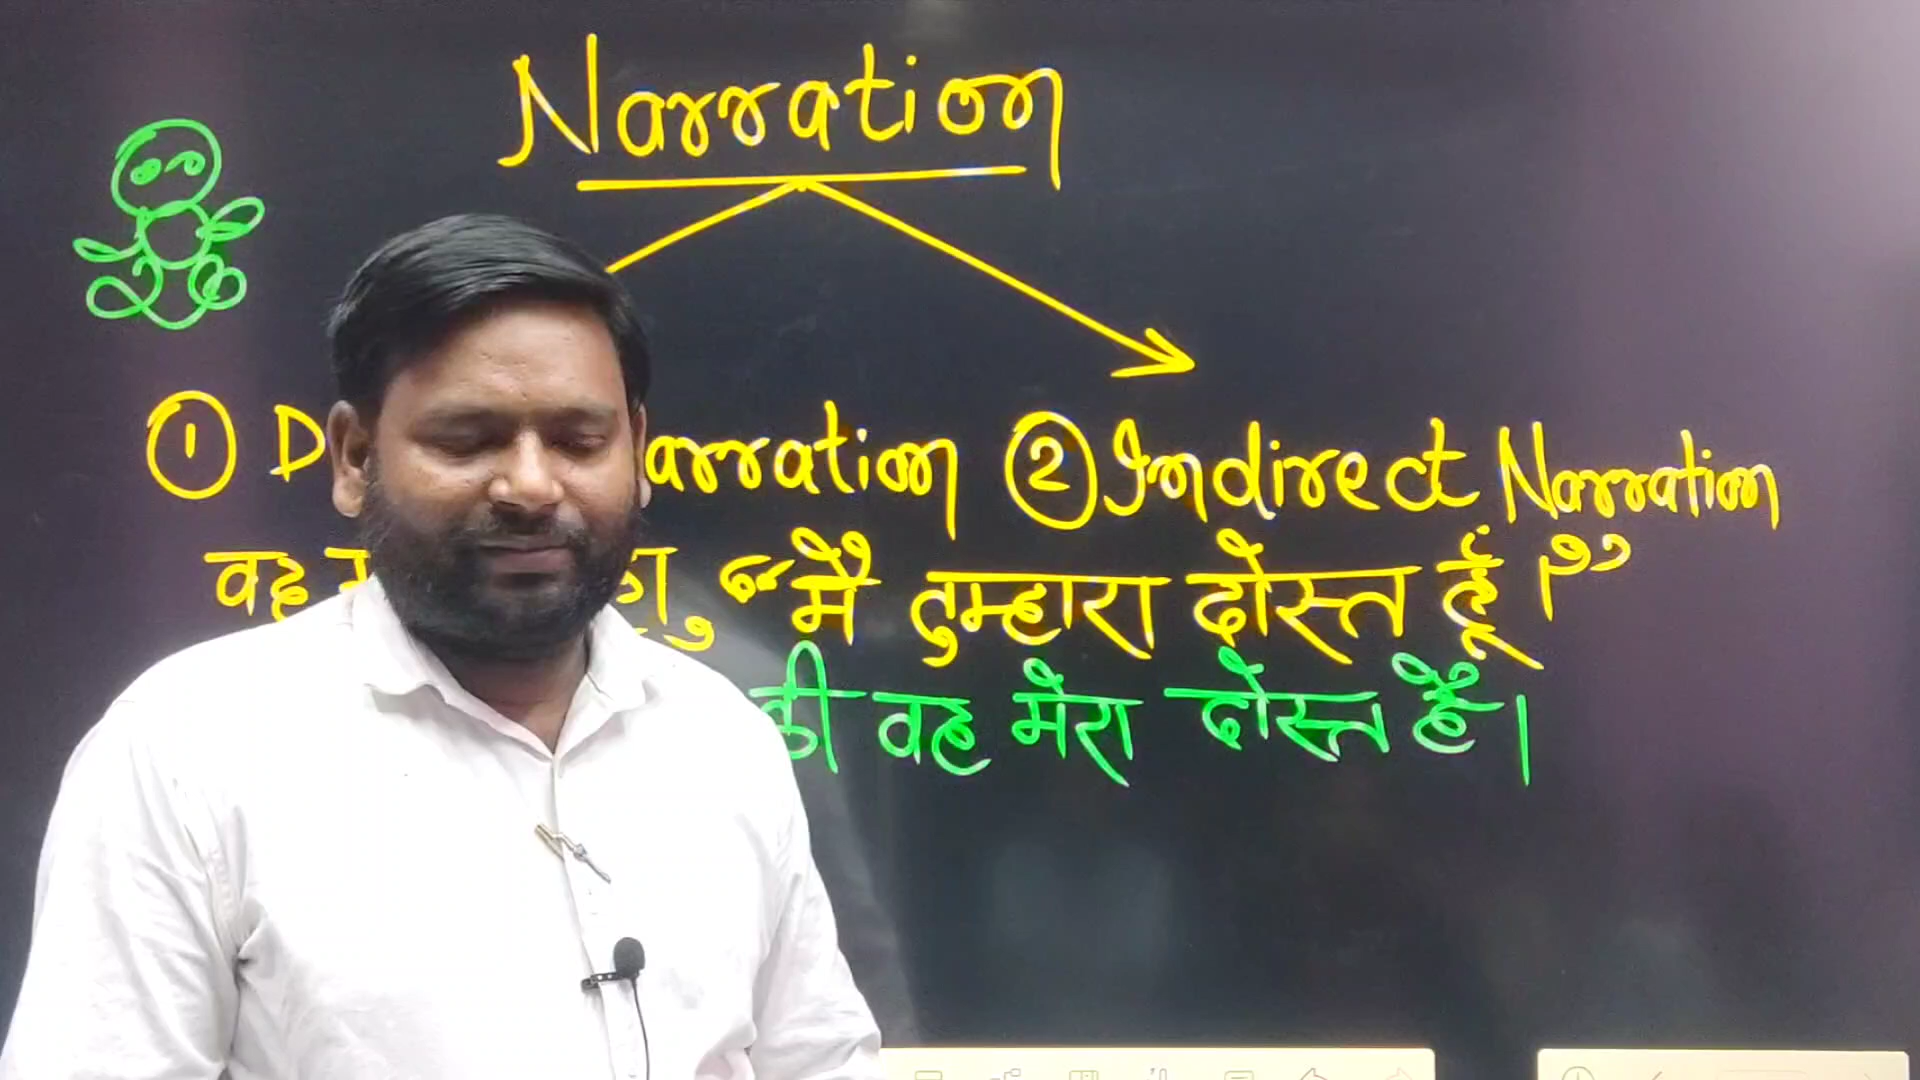 Narration
① D arration ② Indirect Narration
वह “मै तुम्हारा दोस्त हूँ।”
वह मेरा दोस्त है।